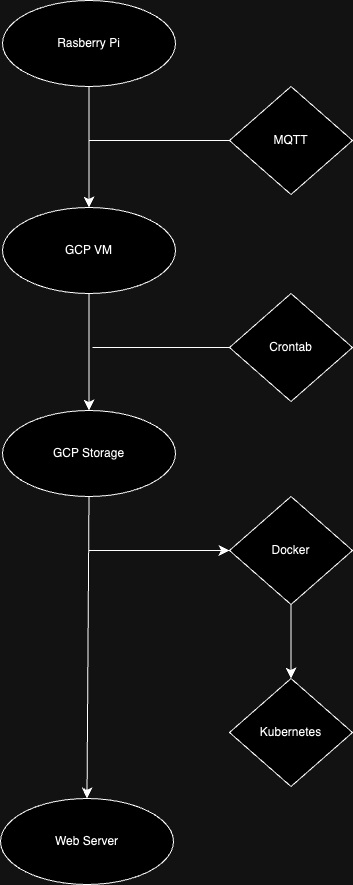 Rasberry Pi
MQTT
GCP VM
Crontab
GCP Storage
Docker
Kubernetes
Web Server